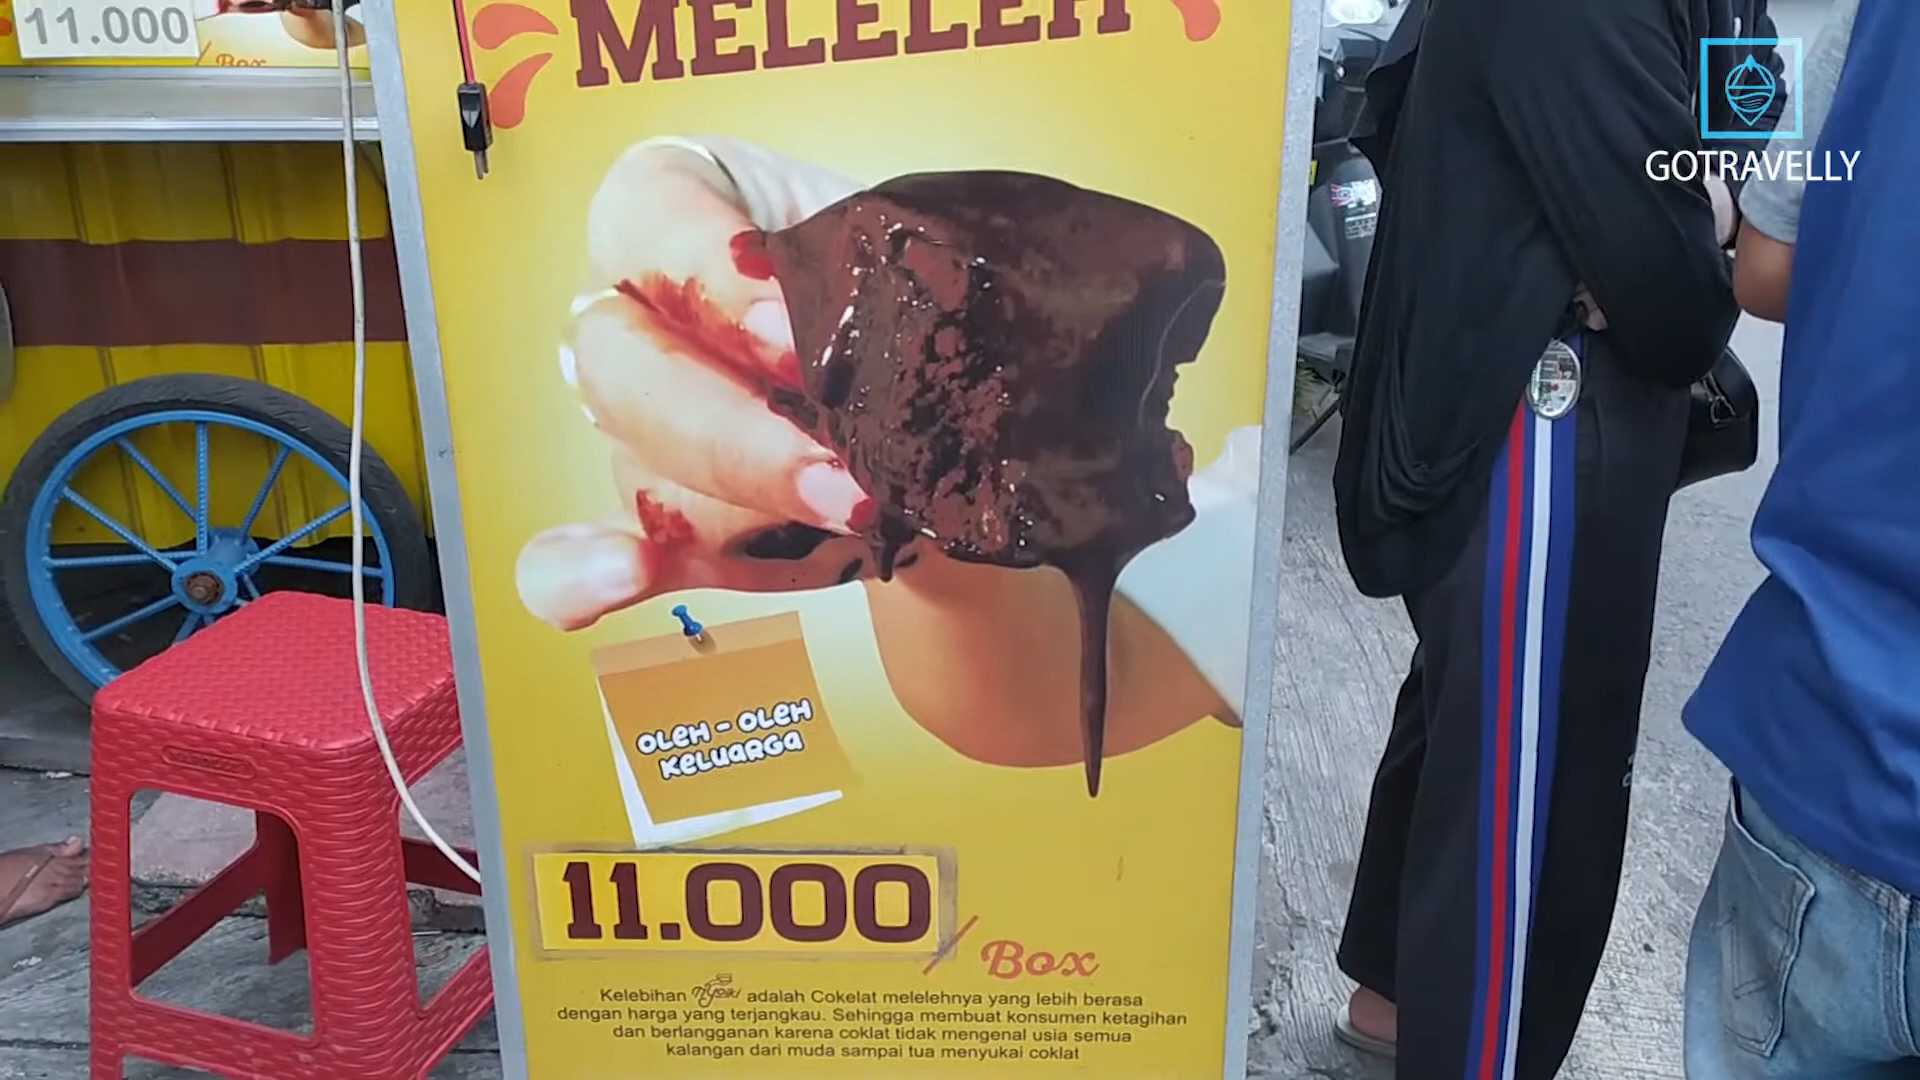 11.000
Box
MELELEH
GOTRAVELLY
OLEH - OLEH
KELUARGA
11.000
/ Box
Kelebihan Nyoiki adalah Cokelat melelehnya yang lebih berasa
dengan harga yang terjangkau. Sehingga membuat konsumen ketagihan
dan berlangganan karena coklat tidak mengenal usia semua
kalangan dari muda sampai tua menyukai coklat